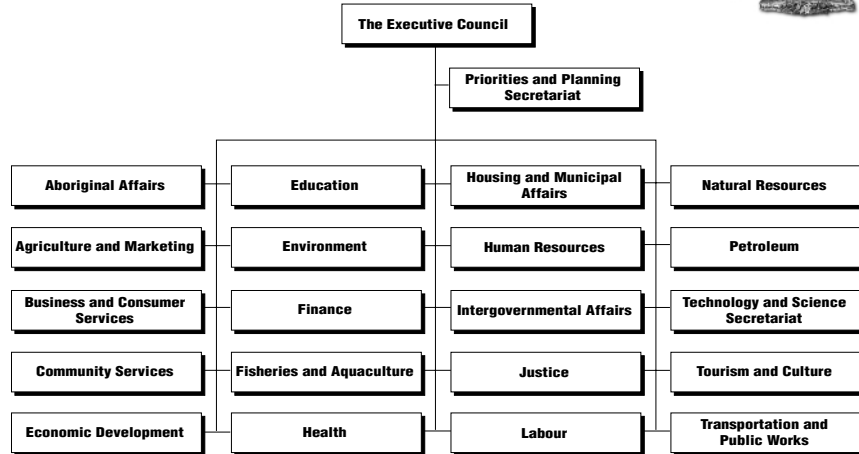 The Executive Council
Priorities and Planning
Secretariat
Aboriginal Affairs
Education
Housing and Municipal
Affairs
Natural Resources
Agriculture and Marketing
Environment
Human Resources
Petroleum
Business and Consumer
Services
Finance
Intergovernmental Affairs
Technology and Science
Secretariat
Community Services
Fisheries and Aquaculture
Justice
Tourism and Culture
Economic Development
Health
Labour
Transportation and
Public Works